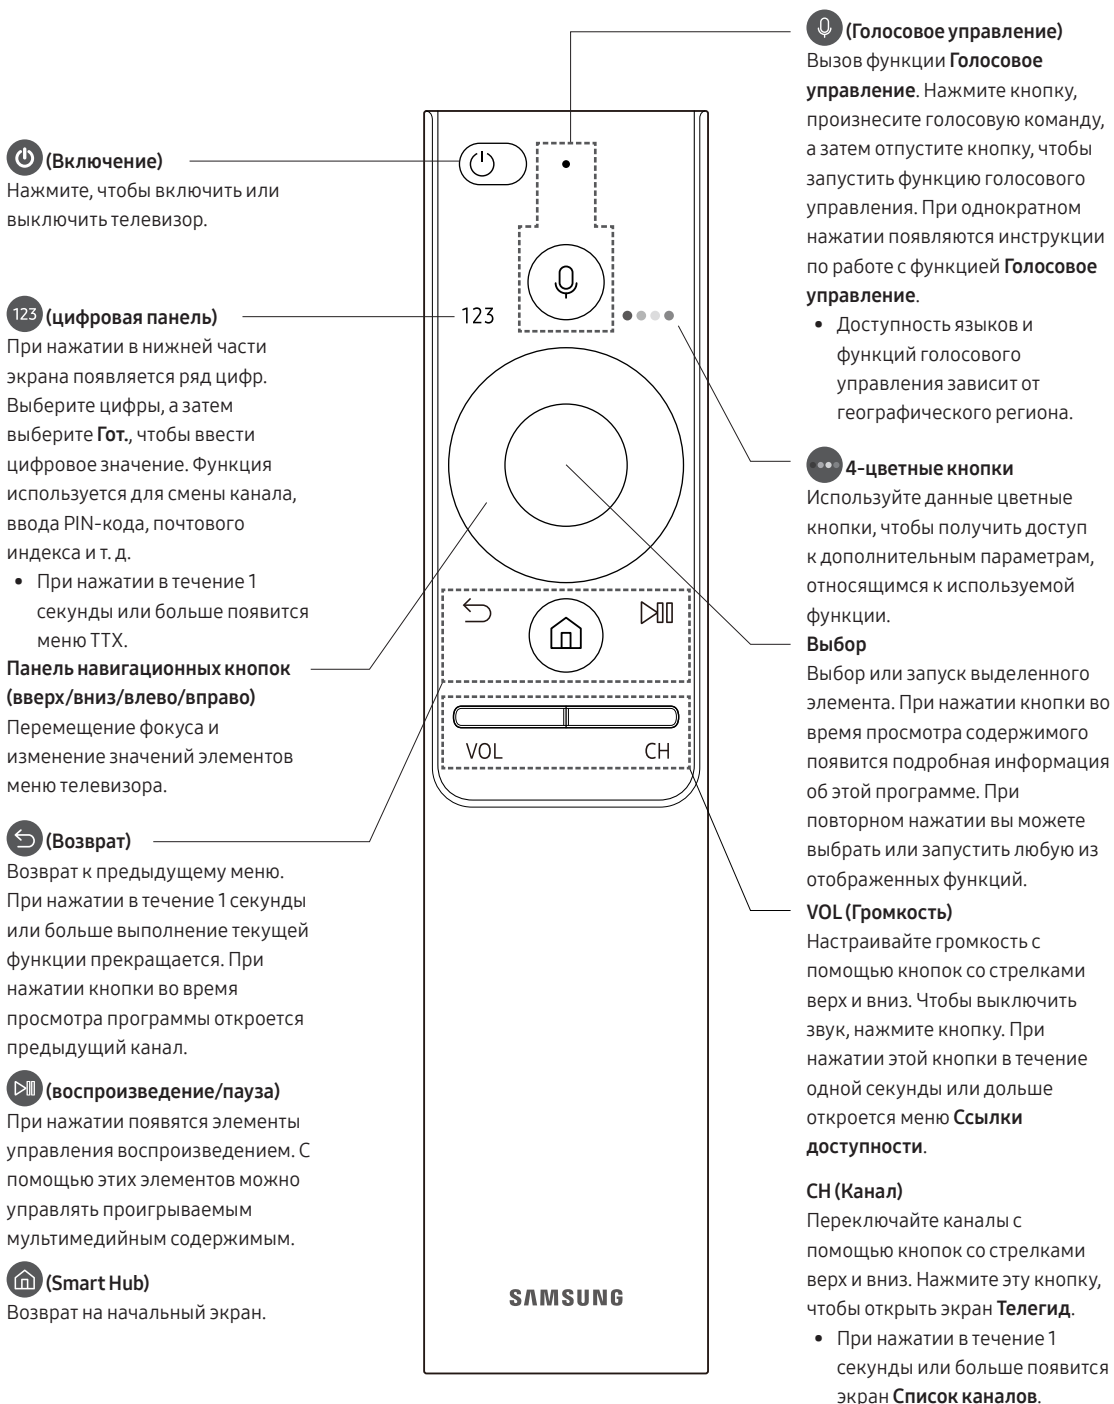 (Включение)
Нажмите, чтобы включить или
выключить телевизор.
123 (цифровая панель)
При нажатии в нижней части
экрана появляется ряд цифр.
Выберите цифры, а затем
выберите Гот., чтобы ввести
цифровое значение. Функция
используется для смены канала,
ввода PIN-кода, почтового
индекса и т. д.
• При нажатии в течение 1
секунды или больше появится
меню TTX.
Панель навигационных кнопок
(вверх/вниз/влево/вправо)
Перемещение фокуса и
изменение значений элементов
меню телевизора.
(Возврат)
Возврат к предыдущему меню.
При нажатии в течение 1 секунды
или больше выполнение текущей
функции прекращается. При
нажатии кнопки во время
просмотра программы откроется
предыдущий канал.
(воспроизведение/пауза)
При нажатии появятся элементы
управления воспроизведением. С
помощью этих элементов можно
управлять проигрываемым
мультимедийным содержимым.
(Smart Hub)
Возврат на начальный экран.
123
VOL CH
SAMSUNG
(Голосовое управление)
Вызов функции Голосовое
управление. Нажмите кнопку,
произнесите голосовую команду,
а затем отпустите кнопку, чтобы
запустить функцию голосового
управления. При однократном
нажатии появляются инструкции
по работе с функцией Голосовое
управление.
• Доступность языков и
функций голосового
управления зависит от
географического региона.
4-цветные кнопки
Используйте данные цветные
кнопки, чтобы получить доступ
к дополнительным параметрам,
относящимся к используемой
функции.
Выбор
Выбор или запуск выделенного
элемента. При нажатии кнопки во
время просмотра содержимого
появится подробная информация
об этой программе. При
повторном нажатии вы можете
выбрать или запустить любую из
отображенных функций.
VOL (Громкость)
Настраивайте громкость с
помощью кнопок со стрелками
верх и вниз. Чтобы выключить
звук, нажмите кнопку. При
нажатии этой кнопки в течение
одной секунды или дольше
откроется меню Ссылки
доступности.
CH (Канал)
Переключайте каналы с
помощью кнопок со стрелками
верх и вниз. Нажмите эту кнопку,
чтобы открыть экран Телегид.
• При нажатии в течение 1
секунды или больше появится
экран Список каналов.